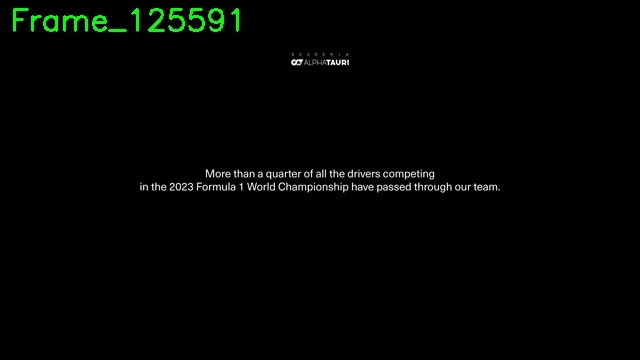 Frame_125591
SCUDERIA
ALPHATAURI
More than a quarter of all the drivers competing
in the 2023 Formula 1 World Championship have passed through our team.